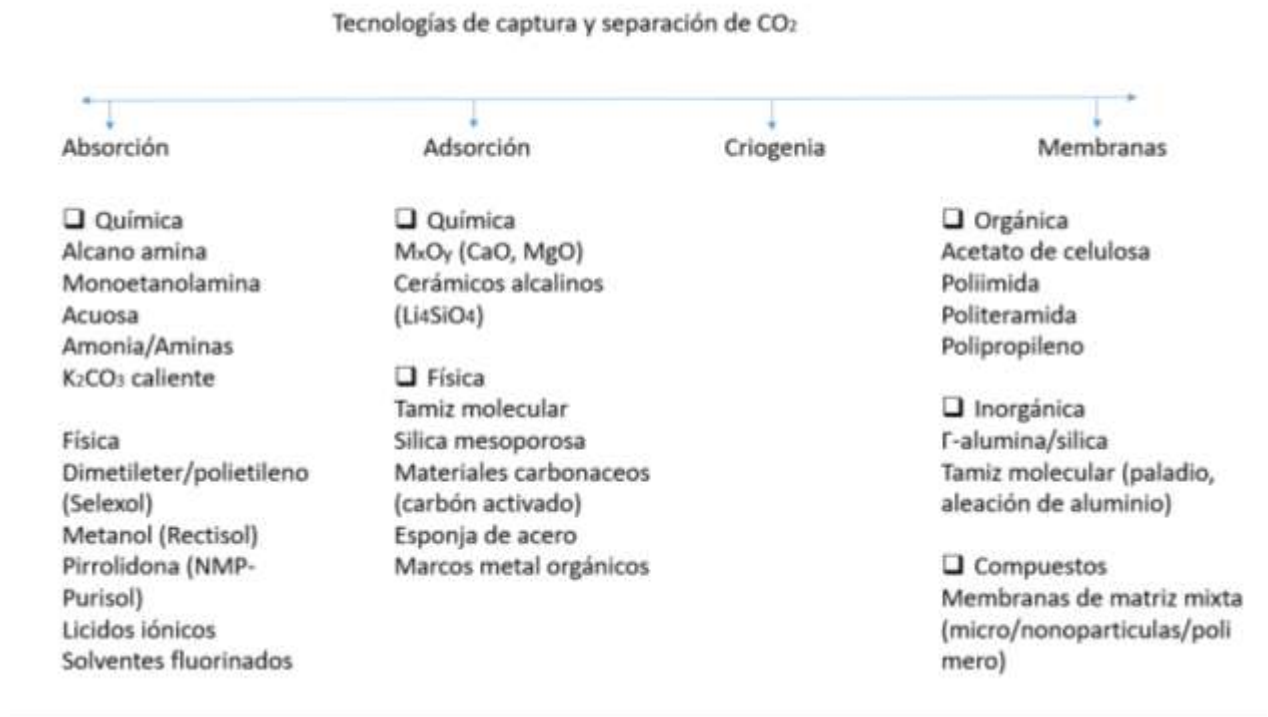 Tecnologías de captura y separación de CO2
Absorción
Adsorción
Criogenia
Membranas
❑ Química
Alcano amina
Monoetanolamina
Acuosa
Amonia/Aminas
K2CO3 caliente
Física
Dimetileter/polietileno
(Selexol)
Metanol (Rectisol)
Pirrolidona (NMP-
Purisol)
Licidos iónicos
Solventes fluorinados
❑ Química
MxOy (CaO, MgO)
Cerámicos alcalinos
(Li4SiO4)
❑ Física
Tamiz molecular
Silica mesoporosa
Materiales carbonaceos
(carbón activado)
Esponja de acero
Marcos metal orgánicos
❑ Orgánica
Acetato de celulosa
Poliimida
Politeramida
Polipropileno
❑ Inorgánica
Γ-alumina/silica
Tamiz molecular (paladio,
aleación de aluminio)
❑ Compuestos
Membranas de matriz mixta
(micro/nonoparticulas/poli
mero)